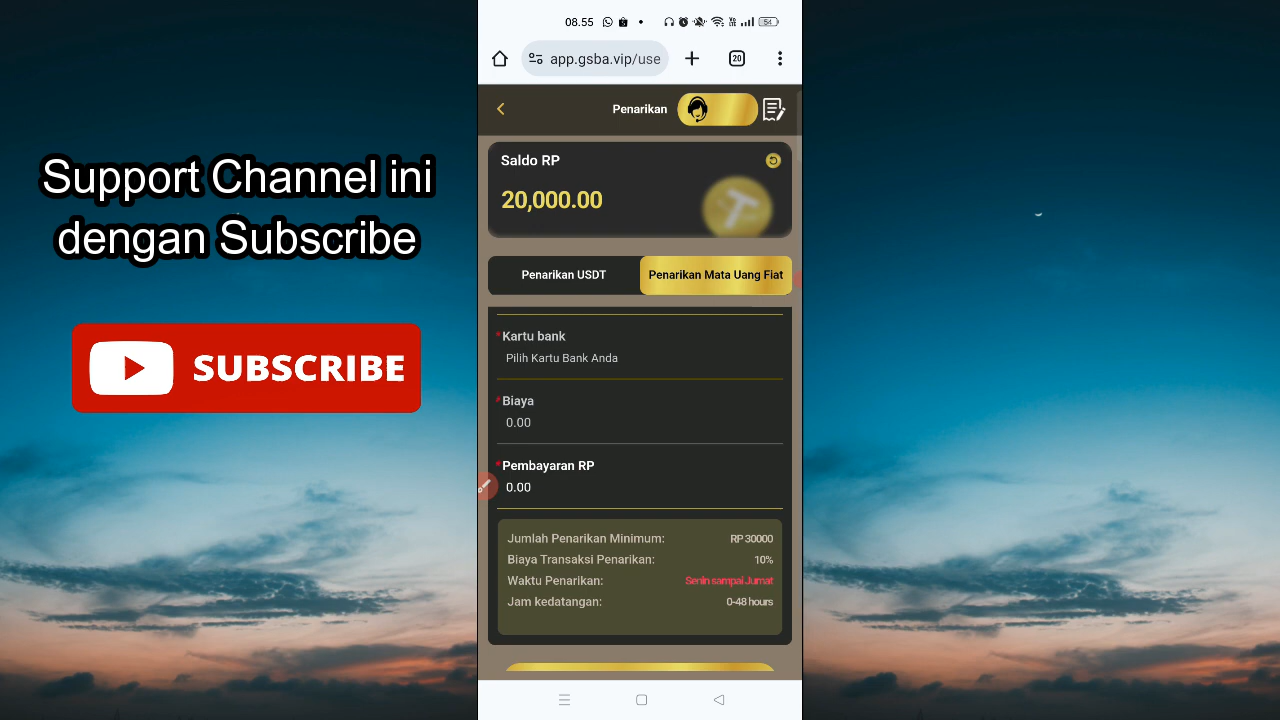 Support Channel ini
dengan Subscribe
SUBSCRIBE
08.55
54
app.gsba.vip/use
20
Penarikan
Saldo RP
20,000.00
Penarikan USDT
Penarikan Mata Uang Fiat
*Kartu bank
Pilih Kartu Bank Anda
*Biaya
0.00
*Pembayaran RP
0.00
Jumlah Penarikan Minimum: RP 30000
Biaya Transaksi Penarikan: 10%
Waktu Penarikan: Senin sampai Jumat
Jam kedatangan: 0-48 hours